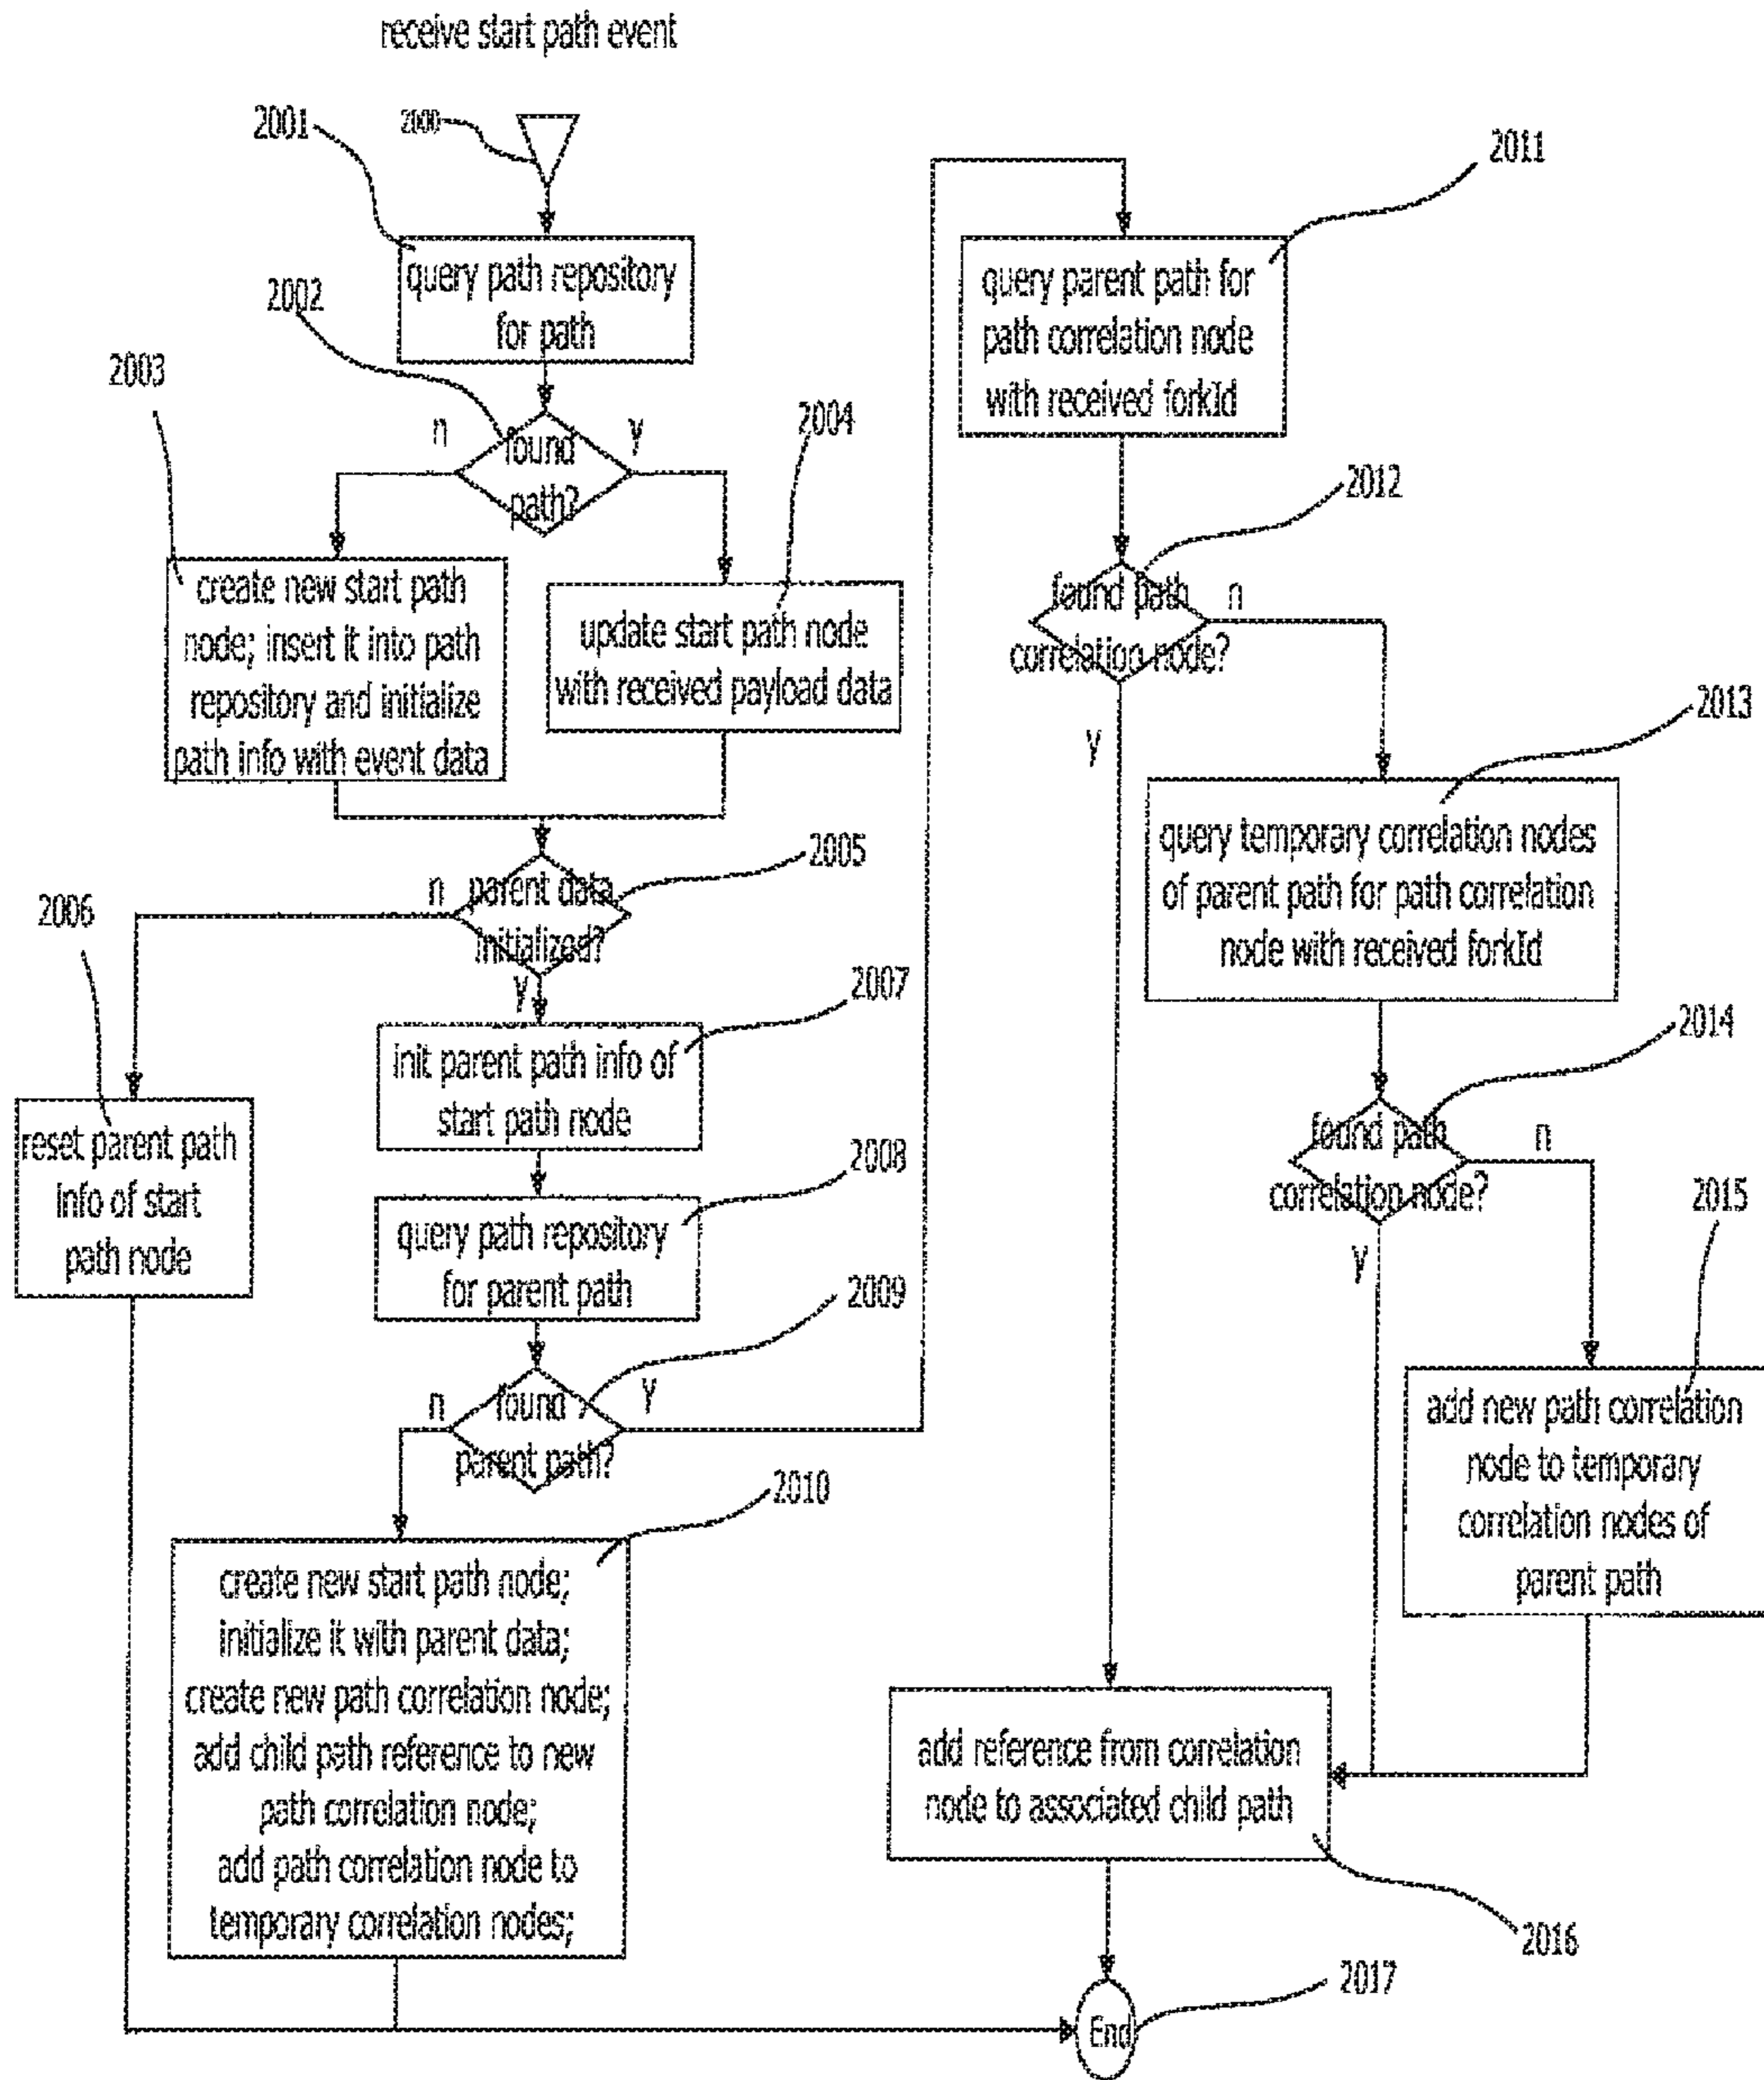 receive start path event
2000
2001
query path repository
for path
2002
found
path?
n
y
2003
create new start path
node; insert it into path
repository and initialize
path info with event data
2004
update start path node
with received payload data
2005
parent data
initialized?
n
y
2006
reset parent path
info of start
path node
2007
init parent path info of
start path node
2008
query path repository
for parent path
2009
found
parent path?
n
y
2010
create new start path node;
initialize it with parent data;
create new path correlation node;
add child path reference to new
path correlation node;
add path correlation node to
temporary correlation nodes;
2011
query parent path for
path correlation node
with received forkId
2012
found path
correlation node?
n
y
2013
query temporary correlation nodes
of parent path for path correlation
node with received forkId
2014
found path
correlation node?
n
y
2015
add new path correlation
node to temporary
correlation nodes of
parent path
add reference from correlation
node to associated child path
2016
2017
End